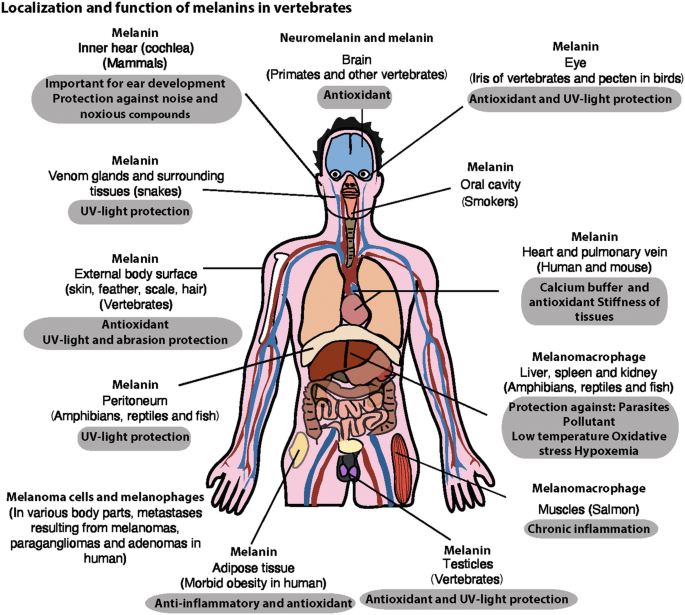 Localization and function of melanins in vertebrates
Melanin
Inner hear (cochlea)
(Mammals)
Important for ear development
Protection against noise and
noxious compounds
Neuromelanin and melanin
Brain
(Primates and other vertebrates)
Antioxidant
Melanin
Eye
(Iris of vertebrates and pecten in birds)
Antioxidant and UV-light protection
Melanin
Venom glands and surrounding
tissues (snakes)
UV-light protection
Melanin
Oral cavity
(Smokers)
Melanin
External body surface
(skin, feather, scale, hair)
(Vertebrates)
Antioxidant
UV-light and abrasion protection
Melanin
Heart and pulmonary vein
(Human and mouse)
Calcium buffer and
antioxidant Stiffness of
tissues
Melanin
Peritoneum
(Amphibians, reptiles and fish)
UV-light protection
Melanomacrophage
Liver, spleen and kidney
(Amphibians, reptiles and fish)
Protection against: Parasites
Pollutant
Low temperature Oxidative
stress Hypoxemia
Melanoma cells and melanophages
(In various body parts, metastases
resulting from melanomas,
paragangliomas and adenomas in
human)
Melanomacrophage
Muscles (Salmon)
Chronic inflammation
Melanin
Adipose tissue
(Morbid obesity in human)
Anti-inflammatory and antioxidant
Melanin
Testicles
(Vertebrates)
Antioxidant and UV-light protection